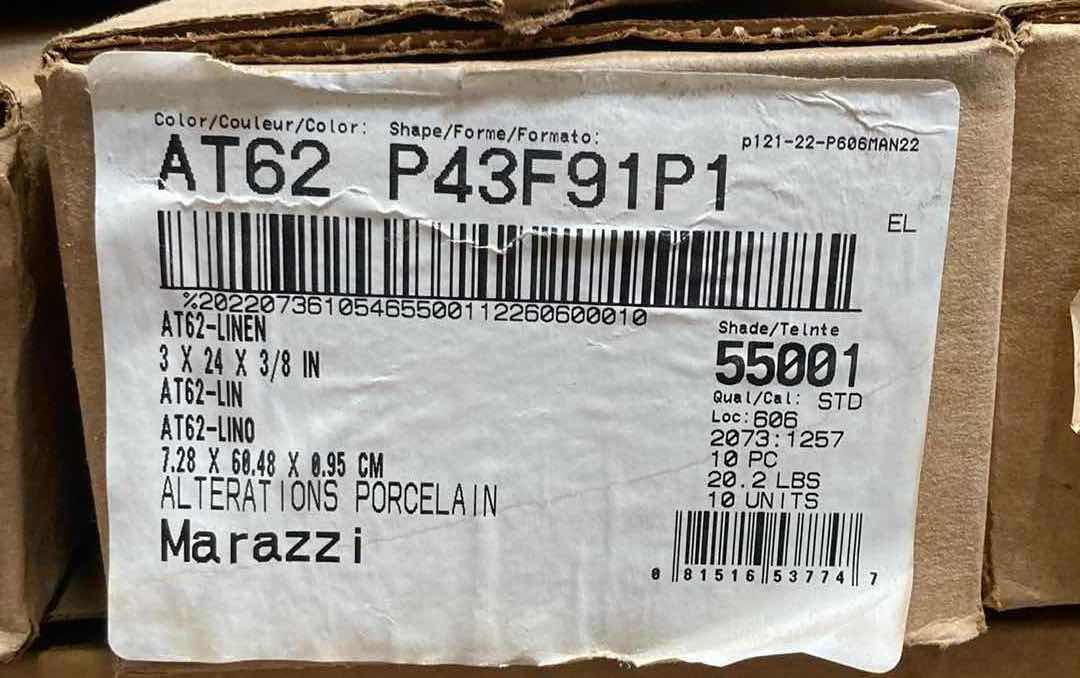 Color/Couleur/Color: Shape/Forme/Formato:
p121-22-P606MAN22
AT62 P43F91P1
EL
%2022073610546550011226060​0010
AT62-LINEN
3 X 24 X 3/8 IN
AT62-LIN
AT62-LINO
7.28 X 60.48 X 0.95 CM
ALTERATIONS PORCELAIN
Marazzi
Shade/Teinte
55001
Qual/Cal: STD
Loc:606
2073:1257
10 PC
20.2 LBS
10 UNITS
0 81516 53774 7